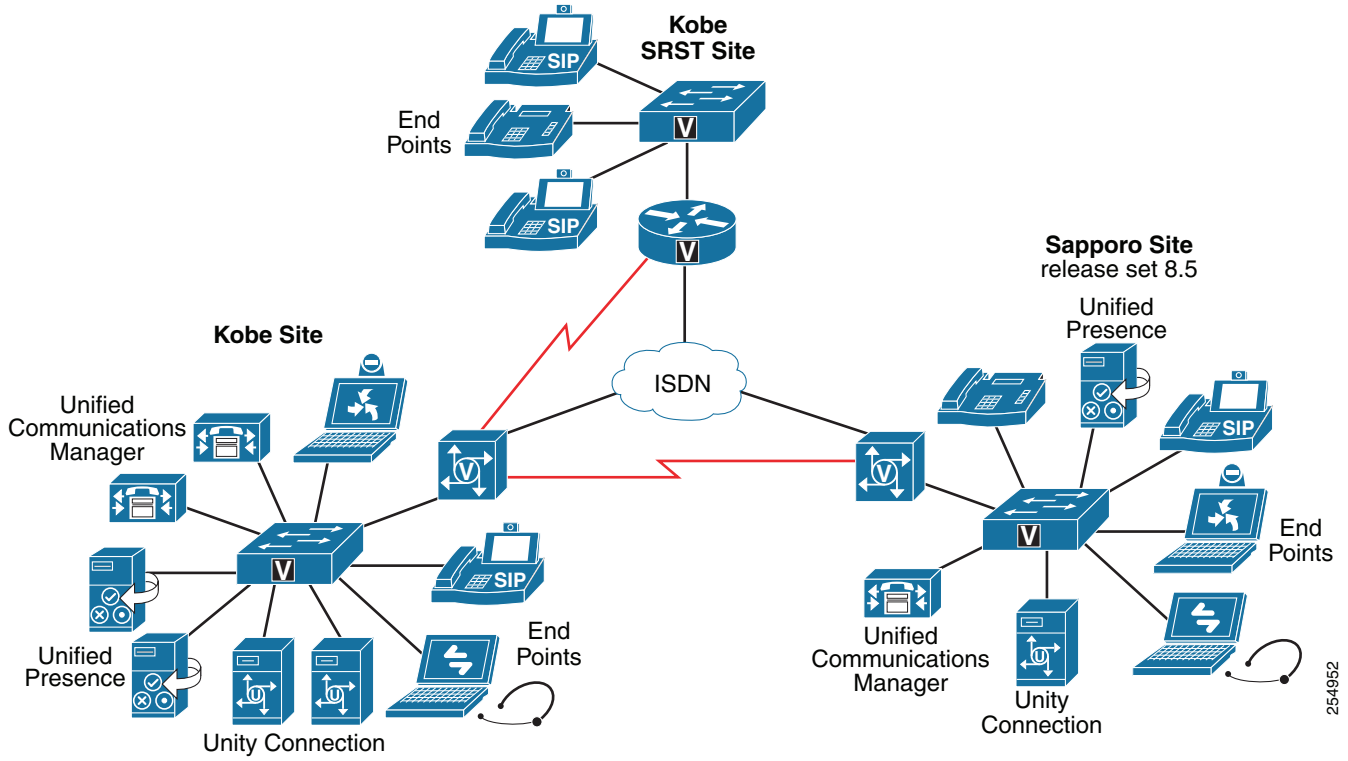 Kobe
SRST Site
SIP
End
Points
V
SIP
V
Sapporo Site
release set 8.5
Unified
Presence
Kobe Site
ISDN
Unified
Communications
Manager
V
V
SIP
V
SIP
V
End
Points
Unified
Presence
U
U
Unity Connection
End
Points
Unified
Communications
Manager
U
Unity
Connection
254952